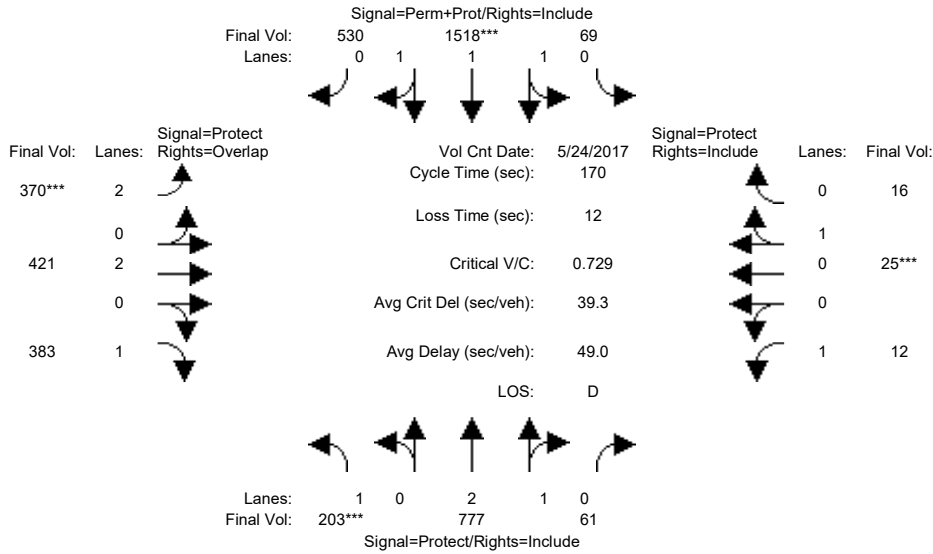 Signal=Perm+Prot/Rights=Include
Final Vol: 530 1518*** 69
Lanes: 0 1 1 1 0
Signal=Protect
Final Vol: Lanes: Rights=Overlap
Vol Cnt Date: 5/24/2017
Signal=Protect
Rights=Include Lanes: Final Vol:
Cycle Time (sec): 170
370*** 2
0 16
Loss Time (sec): 12
0
1
421 2
Critical V/C: 0.729
0 25***
0
Avg Crit Del (sec/veh): 39.3
0
383 1
Avg Delay (sec/veh): 49.0
1 12
LOS: D
Lanes: 1 0 2 1 0
Final Vol: 203*** 777 61
Signal=Protect/Rights=Include